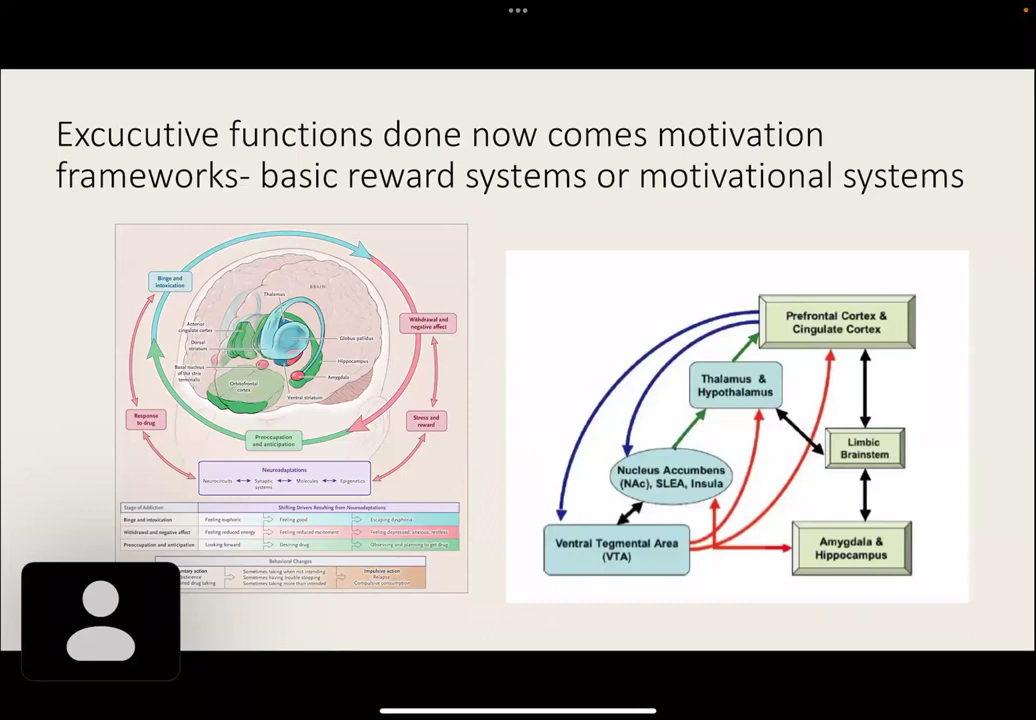 Excucutive functions done now comes motivation
frameworks- basic reward systems or motivational systems
Binge and
intoxication
Thalamus
BRAIN
Anterior
cingulate cortex
Dorsal
striatum
Basal nucleus
of the stria
terminalis
Orbitofrontal
cortex
Globus pallidus
Hippocampus
Amygdala
Ventral striatum
Withdrawal and
negative affect
Response
to drug
Stress and
reward
Preoccupation
and anticipation
Neuroadaptations
Neurocircuits
Synaptic
systems
Molecules
Epigenetics
Stage of Addiction
Shifting Drivers Resulting from Neuroadaptations
Binge and intoxication
Feeling euphoric
Feeling good
Escaping dysphoria
Withdrawal and negative affect
Feeling reduced energy
Feeling reduced excitement
Feeling depressed, anxious, restless
Preoccupation and anticipation
Looking forward
Desiring drug
Obsessing and planning to get drug
Behavioral Changes
action
drug taking
Sometimes taking when not intending
Sometimes having trouble stopping
Sometimes taking more than intended
Impulsive action
Relapse
Compulsive consumption
Prefrontal Cortex &
Cingulate Cortex
Thalamus &
Hypothalamus
Limbic
Brainstem
Nucleus Accumbens
(NAc), SLEA, Insula
Ventral Tegmental Area
(VTA)
Amygdala &
Hippocampus